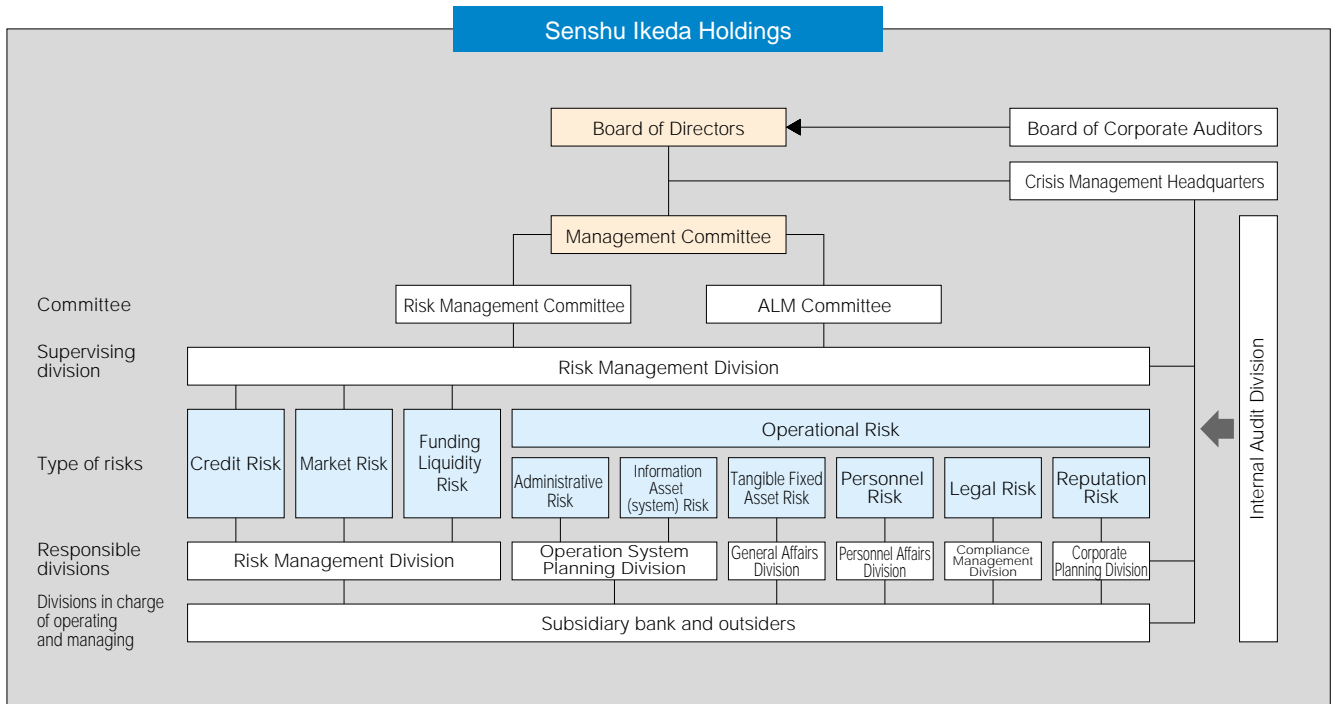 Senshu Ikeda Holdings
Board of Directors
Board of Corporate Auditors
Crisis Management Headquarters
Management Committee
Committee
Risk Management Committee
ALM Committee
Supervising
division
Risk Management Division
Internal Audit Division
Type of risks
Credit Risk
Market Risk
Funding
Liquidity
Risk
Operational Risk
Administrative
Risk
Information
Asset
(system) Risk
Tangible Fixed
Asset Risk
Personnel
Risk
Legal Risk
Reputation
Risk
Responsible
divisions
Risk Management Division
Operation System
Planning Division
General Affairs
Division
Personnel Affairs
Division
Compliance
Management
Division
Corporate
Planning Division
Divisions in charge
of operating
and managing
Subsidiary bank and outsiders